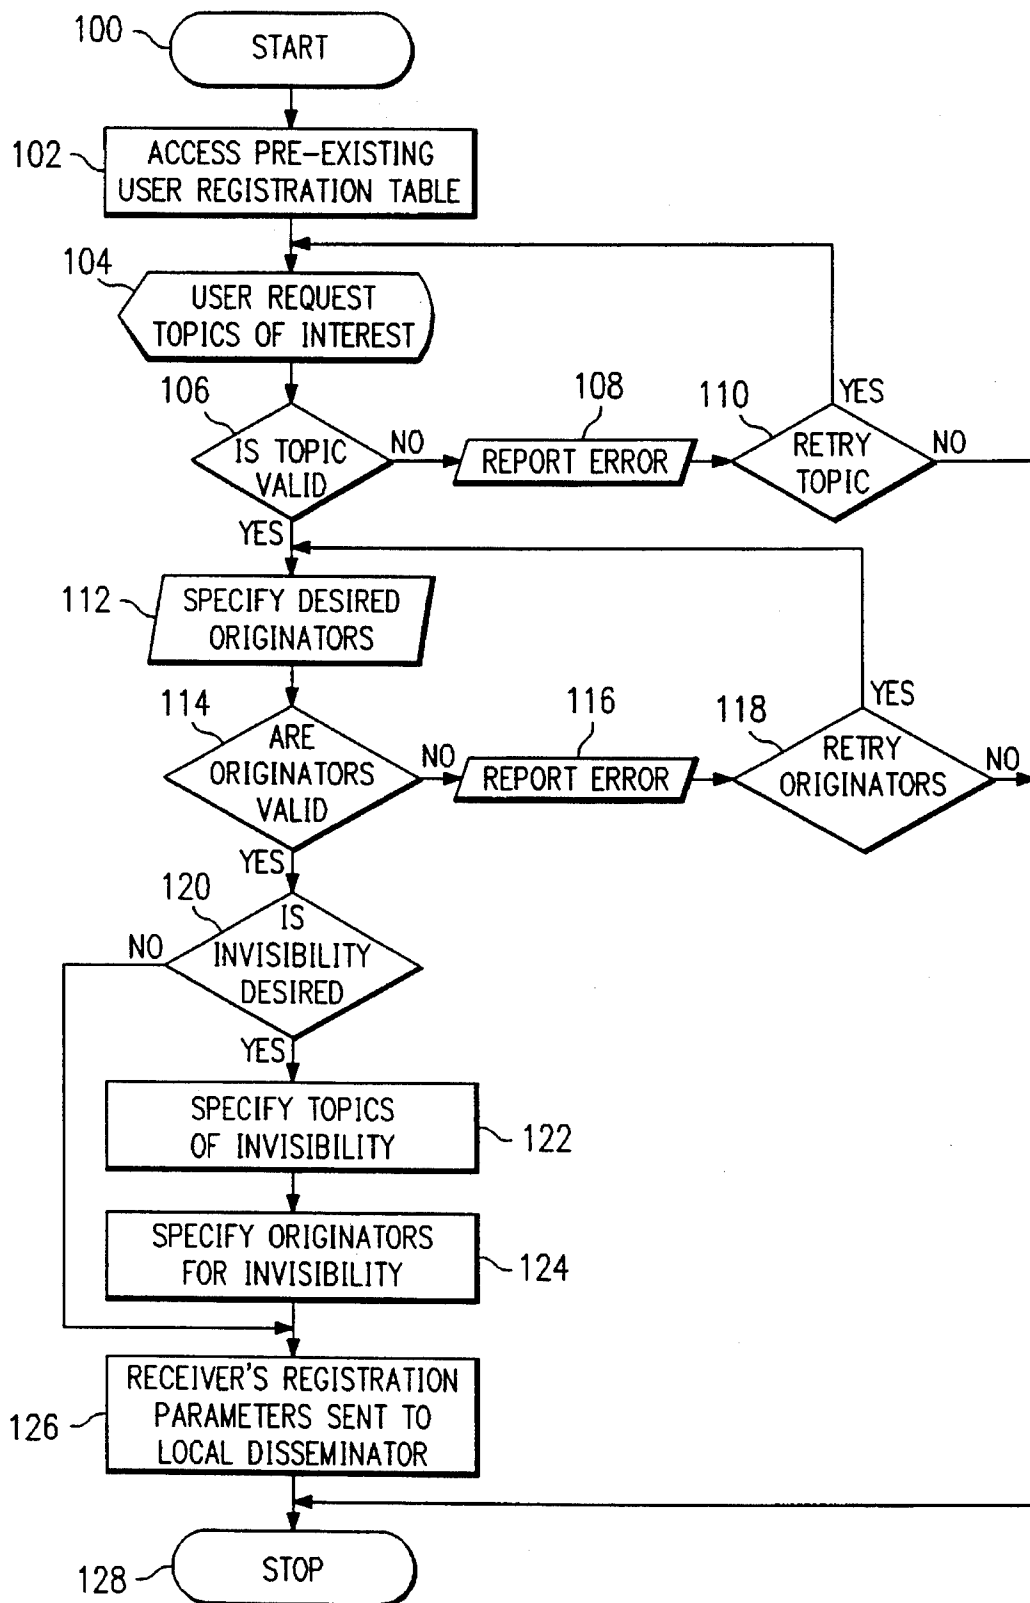 100
START
102
ACCESS PRE-EXISTING
USER REGISTRATION TABLE
104
USER REQUEST
TOPICS OF INTEREST
106
IS TOPIC
VALID
NO
YES
108
REPORT ERROR
110
RETRY
TOPIC
YES
NO
112
SPECIFY DESIRED
ORIGINATORS
114
ARE
ORIGINATORS
VALID
NO
YES
116
REPORT ERROR
118
RETRY
ORIGINATORS
YES
NO
120
IS
INVISIBILITY
DESIRED
NO
YES
SPECIFY TOPICS
OF INVISIBILITY
122
SPECIFY ORIGINATORS
FOR INVISIBILITY
124
126
RECEIVER'S REGISTRATION
PARAMETERS SENT TO
LOCAL DISSEMINATOR
128
STOP